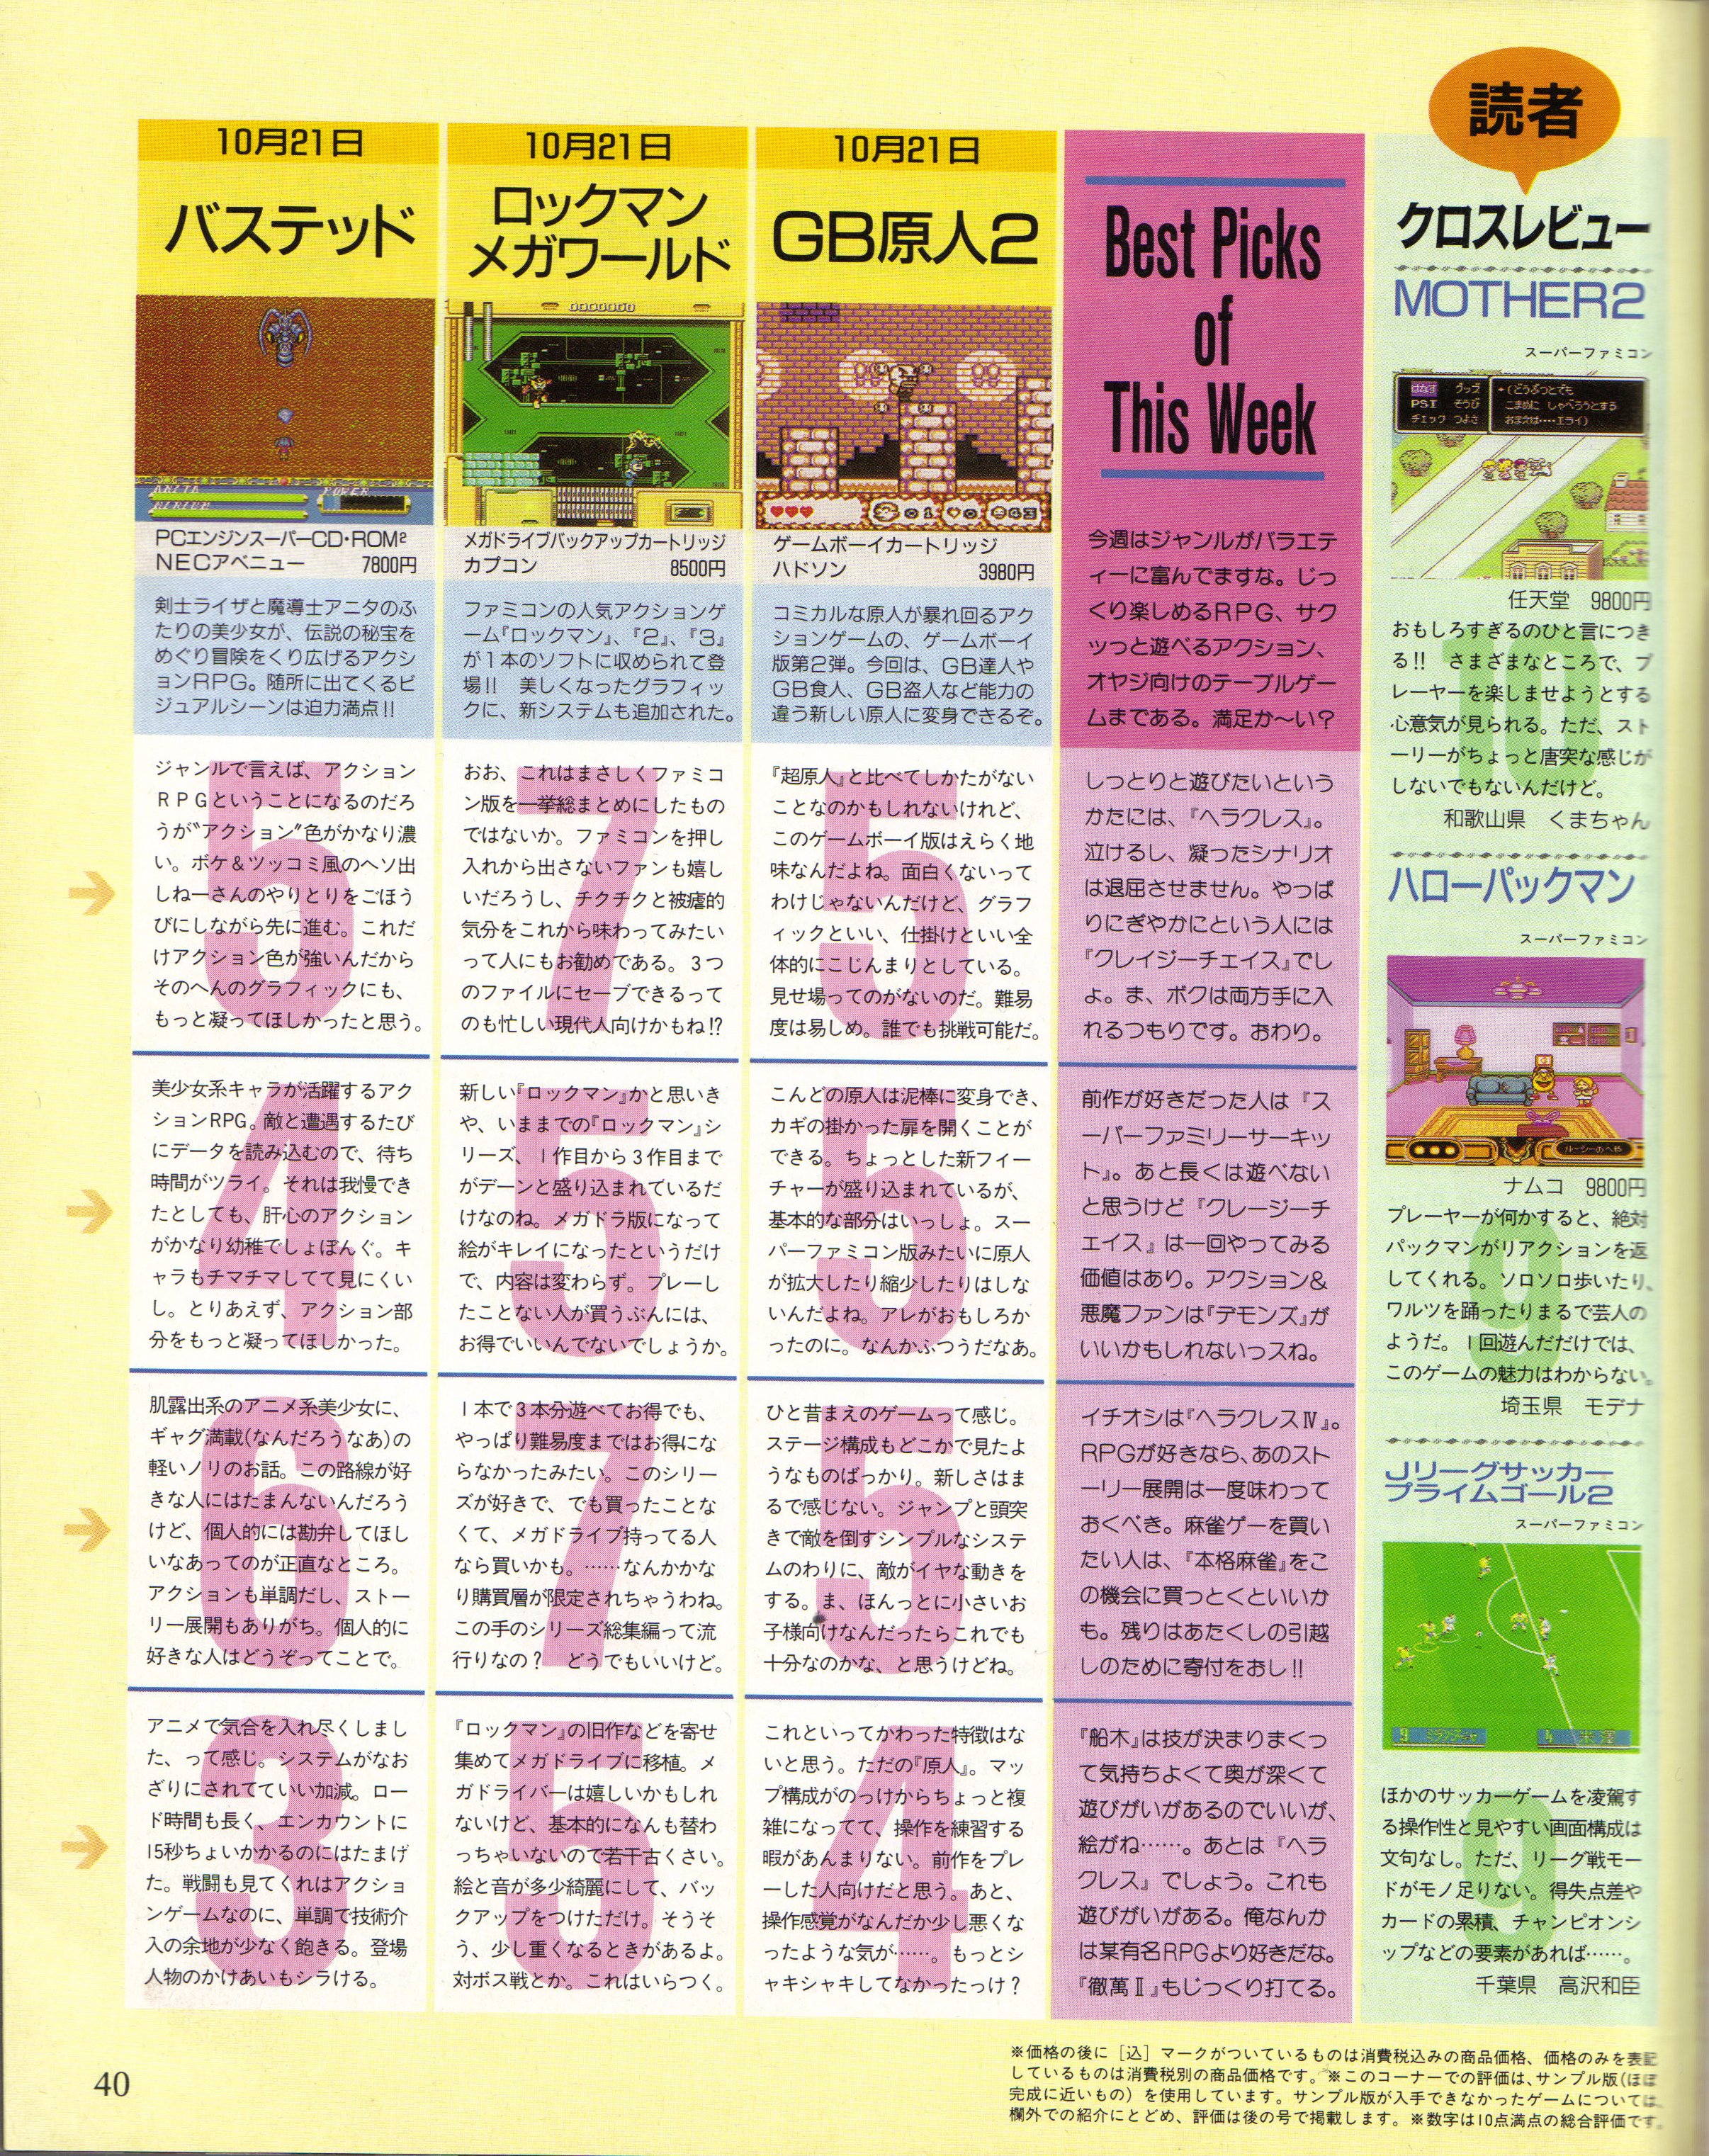 10月21日
バステッド
PCエンジンスーパーCD・ROM²
NECアベニュー 7800円
剣士ライザと魔導士アニタのふ
たりの美少女が、伝説の秘宝を
めぐり冒険をくり広げるアクシ
ョンRPG。随所に出てくるビ
ジュアルシーンは迫力満点!!
5
ジャンルで言えば、アクション
RPGということになるのだろ
うが〝アクション〟色がかなり濃
い。ボケ＆ツッコミ風のヘソ出
しねーさんのやりとりをごほう
びにしながら先に進む。これだ
けアクション色が強いんだから
そのへんのグラフィックにも、
もっと凝ってほしかったと思う。
4
美少女系キャラが活躍するアク
ションRPG。敵と遭遇するたび
にデータを読み込むので、待ち
時間がツライ。それは我慢でき
たとしても、肝心のアクション
がかなり幼稚でしょぼんぐ。キ
ャラもチマチマしてて見にくい
し。とりあえず、アクション部
分をもっと凝ってほしかった。
6
肌露出系のアニメ系美少女に、
ギャグ満載(なんだろうなあ)の
軽いノリのお話。この路線が好
きな人にはたまんないんだろう
けど、個人的には勘弁してほし
いなあってのが正直なところ。
アクションも単調だし、ストー
リー展開もありがち。個人的に
好きな人はどうぞってことで。
3
アニメで気合を入れ尽くしまし
た、って感じ。システムがなお
ざりにされてていい加減。ロー
ド時間も長く、エンカウントに
15秒ちょいかかるのにはたまげ
た。戦闘も見てくれはアクショ
ンゲームなのに、単調で技術介
入の余地が少なく飽きる。登場
人物のかけあいもシラける。
10月21日
ロックマン
メガワールド
0000000
メガドライブバックアップカートリッジ
カプコン 8500円
ファミコンの人気アクションゲ
ーム『ロックマン』、『2』、『3』
が1本のソフトに収められて登
場!! 美しくなったグラフィッ
クに、新システムも追加された。
7
おお、これはまさしくファミコ
ン版を一挙総まとめにしたもの
ではないか。ファミコンを押し
入れから出さないファンも嬉し
いだろうし、チクチクと被虐的
気分をこれから味わってみたい
って人にもお勧めである。3つ
のファイルにセーブできるって
のも忙しい現代人向けかもね!?
5
新しい『ロックマン』かと思いき
や、いままでの『ロックマン』シ
リーズ、1作目から3作目まで
がデーンと盛り込まれているだ
けなのね。メガドラ版になって
絵がキレイになったというだけ
で、内容は変わらず。プレーし
たことない人が買うぶんには、
お得でいいんでないでしょうか。
7
1本で3本分遊べてお得でも、
やっぱり難易度まではお得にな
らなかったみたい。このシリー
ズが好きで、でも買ったことな
くて、メガドライブ持ってる人
なら買いかも。……なんかかな
り購買層が限定されちゃうわね。
この手のシリーズ総集編って流
行りなの？ どうでもいいけど。
5
『ロックマン』の旧作などを寄せ
集めてメガドライブに移植。メ
ガドライバーは嬉しいかもしれ
ないけど、基本的になんも替わ
っちゃいないので若干古くさい。
絵と音が多少綺麗にして、バッ
クアップをつけただけ。そうそ
う、少し重くなるときがあるよ。
対ボス戦とか。これはいらつく。
10月21日
GB原人2
ゲームボーイカートリッジ
ハドソン 3980円
コミカルな原人が暴れ回るアク
ションゲームの、ゲームボーイ
版第2弾。今回は、GB達人や
GB食人、GB盗人など能力の
違う新しい原人に変身できるぞ。
5
『超原人』と比べてしかたがない
ことなのかもしれないけれど、
このゲームボーイ版はえらく地
味なんだよね。面白くないって
わけじゃないんだけど、グラフ
ィックといい、仕掛けといい全
体的にこじんまりとしている。
見せ場ってのがないのだ。難易
度は易しめ。誰でも挑戦可能だ。
5
こんどの原人は泥棒に変身でき、
カギの掛かった扉を開くことが
できる。ちょっとした新フィー
チャーが盛り込まれているが、
基本的な部分はいっしょ。スー
パーファミコン版みたいに原人
が拡大したり縮少したりはしな
いんだよね。アレがおもしろか
ったのに。なんかふつうだなあ。
5
ひと昔まえのゲームって感じ。
ステージ構成もどこかで見たよ
うなものばっかり。新しさはま
るで感じない。ジャンプと頭突
きで敵を倒すシンプルなシステ
ムのわりに、敵がイヤな動きを
する。ま、ほんっとに小さいお
子様向けなんだったらこれでも
十分なのかな、と思うけどね。
4
これといってかわった特徴はな
いと思う。ただの『原人』。マッ
プ構成がのっけからちょっと複
雑になってて、操作を練習する
暇があんまりない。前作をプレ
ーした人向けだと思う。あと、
操作感覚がなんだか少し悪くな
ったような気が……。もっとシ
ャキシャキしてなかったっけ？
Best Picks
of
This Week
今週はジャンルがバラエテ
ィーに富んでますな。じっ
くり楽しめるRPG、サク
ッっと遊べるアクション、
オヤジ向けのテーブルゲー
ムまである。満足か〜い？
しっとりと遊びたいという
かたには、『ヘラクレス』。
泣けるし、凝ったシナリオ
は退屈させません。やっぱ
りにぎやかにという人には
『クレイジーチェイス』でし
ょ。ま、ボクは両方手に入
れるつもりです。おわり。
前作が好きだった人は『ス
ーパーファミリーサーキッ
ト』。あと長くは遊べない
と思うけど『クレージーチ
ェイス』は一回やってみる
価値はあり。アクション＆
悪魔ファンは『デモンズ』が
いいかもしれないっスね。
イチオシは『ヘラクレスⅣ』。
RPGが好きなら、あのスト
ーリー展開は一度味わって
おくべき。麻雀ゲーを買い
たい人は、『本格麻雀』をこ
の機会に買っとくといいか
も。残りはあたくしの引越
しのために寄付をおし!!
『船木』は技が決まりまくっ
て気持ちよくて奥が深くて
遊びがいがあるのでいいが、
絵がね……。あとは『ヘラ
クレス』でしょう。これも
遊びがいがある。俺なんか
は某有名RPGより好きだな。
『徹萬Ⅱ』もじっくり打てる。
読者
クロスレビュー
MOTHER2
スーパーファミコン
はなす グッズ
PSI そうび
チェック つよさ
(どうぶつとでも
こまめに しゃべろうとする
おまえは‥‥エライ)
任天堂 9800円
10
おもしろすぎるのひと言につき
る!! さまざまなところで、プ
レーヤーを楽しませようとする
心意気が見られる。ただ、スト
ーリーがちょっと唐突な感じが
しないでもないんだけど。
和歌山県 くまちゃん
ハローパックマン
スーパーファミコン
ルーシーのへや
ナムコ 9800円
9
プレーヤーが何かすると、絶対
パックマンがリアクションを返
してくれる。ソロソロ歩いたり、
ワルツを踊ったりまるで芸人の
ようだ。1回遊んだだけでは、
このゲームの魅力はわからない。
埼玉県 モデナ
Jリーグサッカー
プライムゴール2
スーパーファミコン
9
ほかのサッカーゲームを凌駕す
る操作性と見やすい画面構成は
文句なし。ただ、リーグ戦モー
ドがモノ足りない。得失点差や
カードの累積、チャンピオンシ
ップなどの要素があれば……。
千葉県 高沢和臣
※価格の後に［込］マークがついているものは消費税込みの商品価格、価格のみを表記
しているものは消費税別の商品価格です。※このコーナーでの評価は、サンプル版(ほぼ
完成に近いもの）を使用しています。サンプル版が入手できなかったゲームについては、
欄外での紹介にとどめ、評価は後の号で掲載します。※数字は10点満点の総合評価です。
40